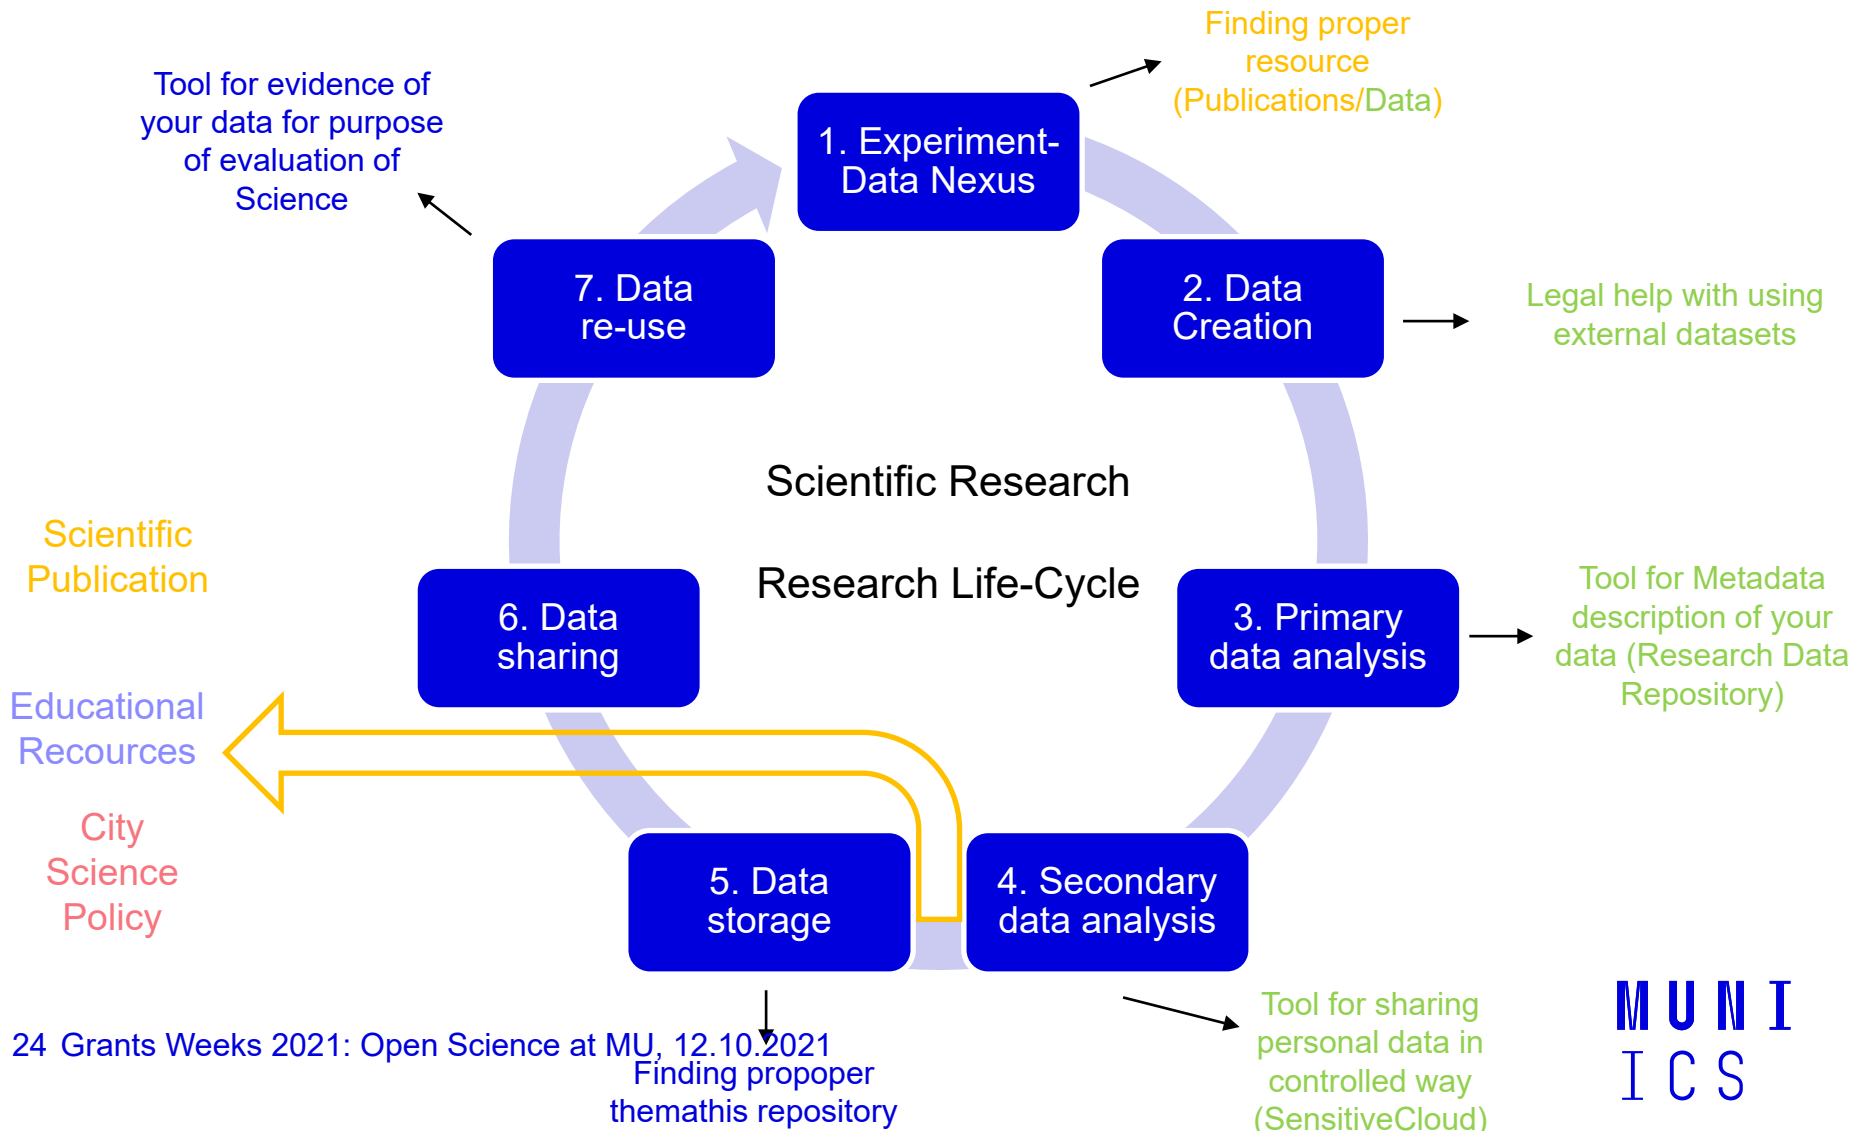 Finding proper
resource
(Publications/Data)
Tool for evidence of
your data for purpose
of evaluation of
Science
1. Experiment-
Data Nexus
7. Data
re-use
2. Data
Creation
Legal help with using
external datasets
Scientific Research
Research Life-Cycle
Scientific
Publication
6. Data
sharing
3. Primary
data analysis
Tool for Metadata
description of your
data (Research Data
Repository)
Educational
Recources
City
Science
Policy
5. Data
storage
4. Secondary
data analysis
Tool for sharing
personal data in
controlled way
(SensitiveCloud)
24 Grants Weeks 2021: Open Science at MU, 12.10.2021
Finding propoper
themathis repository
MUNI
ICS